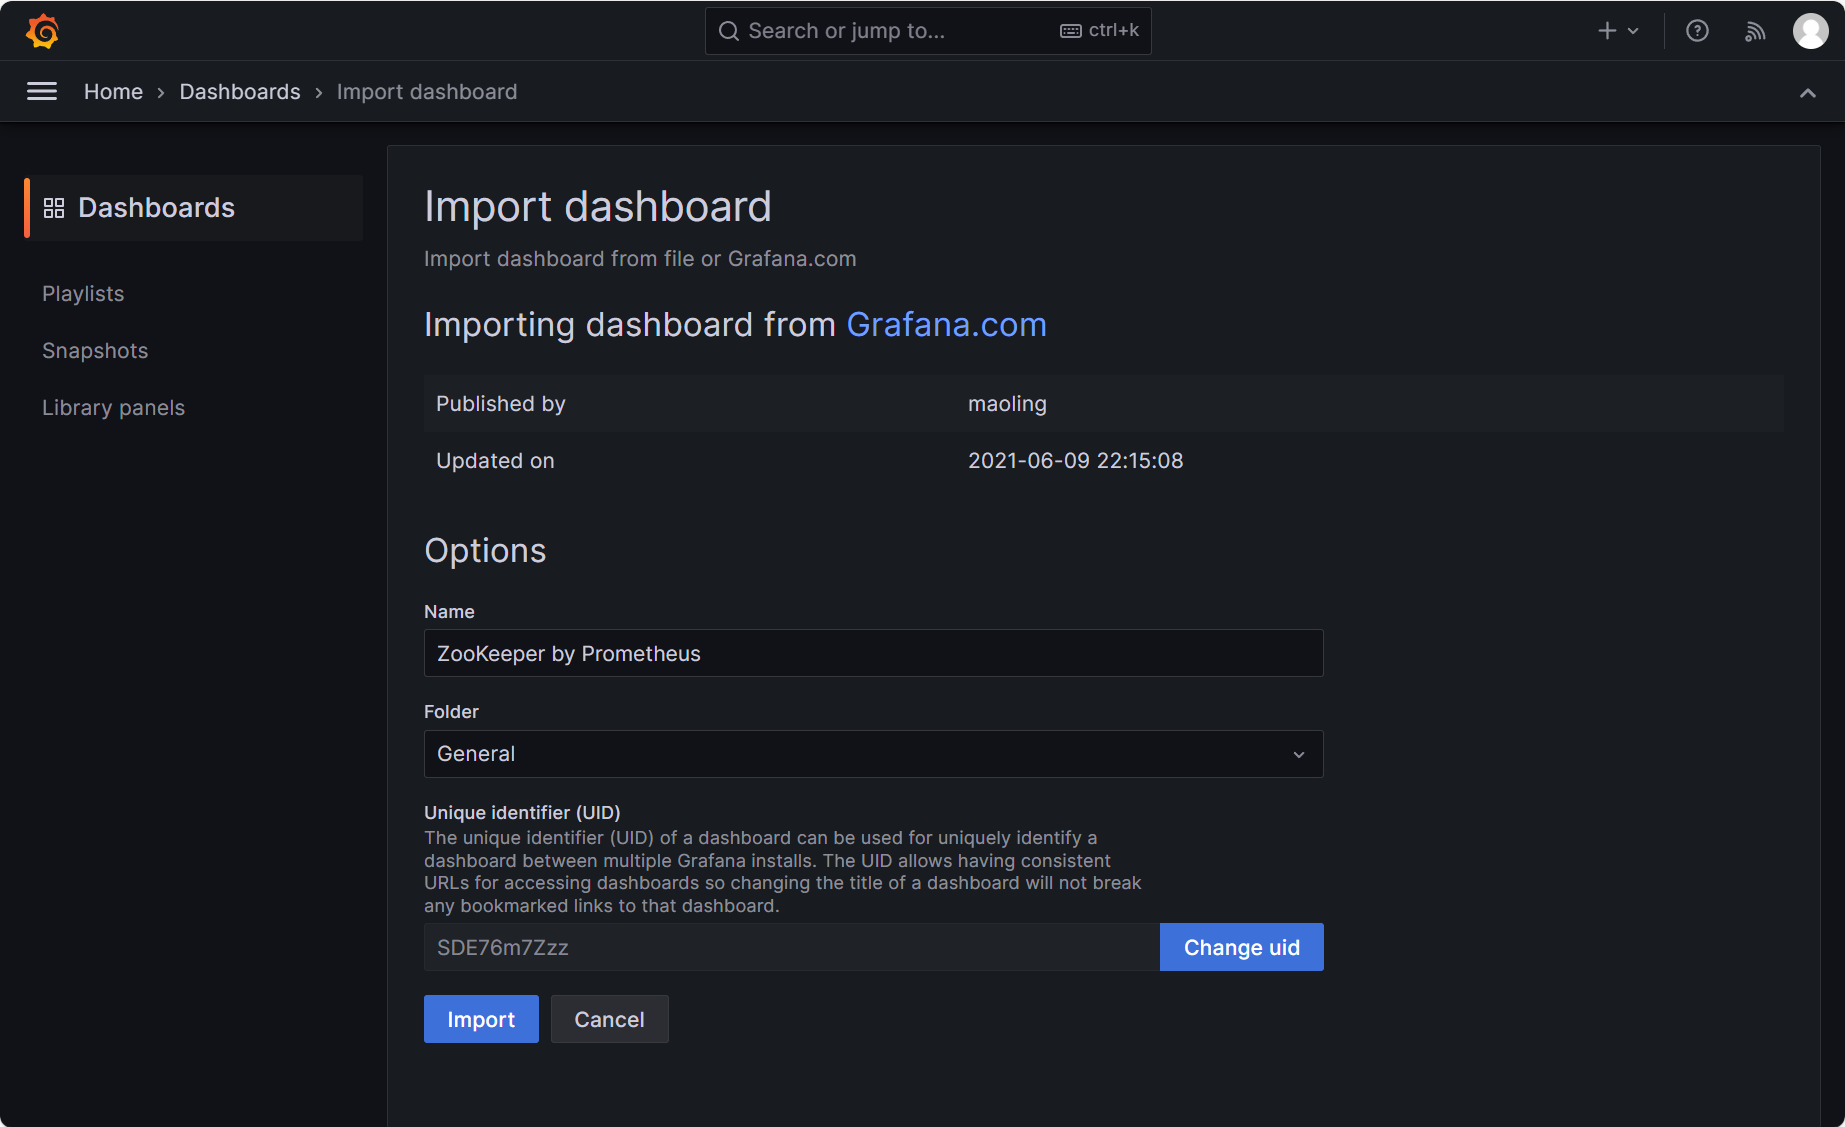 Search or jump to...
ctrl+k
Home › Dashboards › Import dashboard
Dashboards
Playlists
Snapshots
Library panels
Import dashboard
Import dashboard from file or Grafana.com
Importing dashboard from Grafana.com
Published by maoling
Updated on 2021-06-09 22:15:08
Options
Name
ZooKeeper by Prometheus
Folder
General
Unique identifier (UID)
The unique identifier (UID) of a dashboard can be used for uniquely identify a
dashboard between multiple Grafana installs. The UID allows having consistent
URLs for accessing dashboards so changing the title of a dashboard will not break
any bookmarked links to that dashboard.
SDE76m7Zzz
Change uid
Import
Cancel